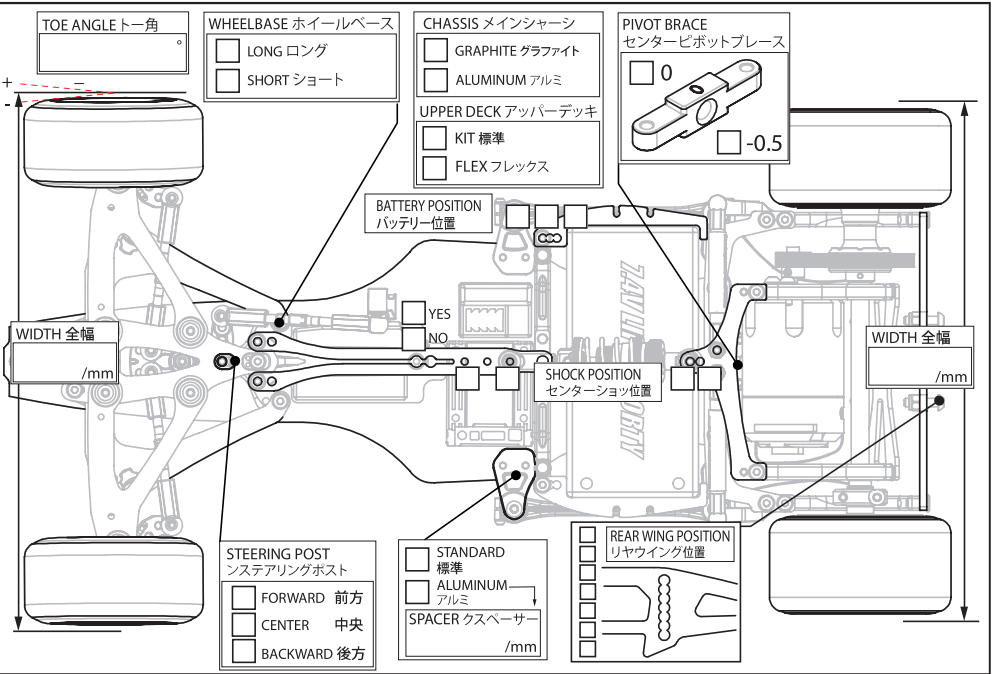 TOE ANGLE トー角
°
+
-
WHEELBASE ホイールベース
LONG ロング
SHORT ショート
CHASSIS メインシャーシ
GRAPHITE グラファイト
ALUMINUM アルミ
UPPER DECK アッパーデッキ
KIT 標準
FLEX フレックス
PIVOT BRACE
センターピボットブレース
0
-0.5
BATTERY POSITION
バッテリー位置
YES
NO
WIDTH 全幅
/mm
SHOCK POSITION
センターショッ位置
WIDTH 全幅
/mm
STEERING POST
ンステアリングポスト
FORWARD 前方
CENTER 中央
BACKWARD 後方
STANDARD
標準
ALUMINUM
アルミ
SPACER クスペーサー
/mm
REAR WING POSITION
リヤウイング位置